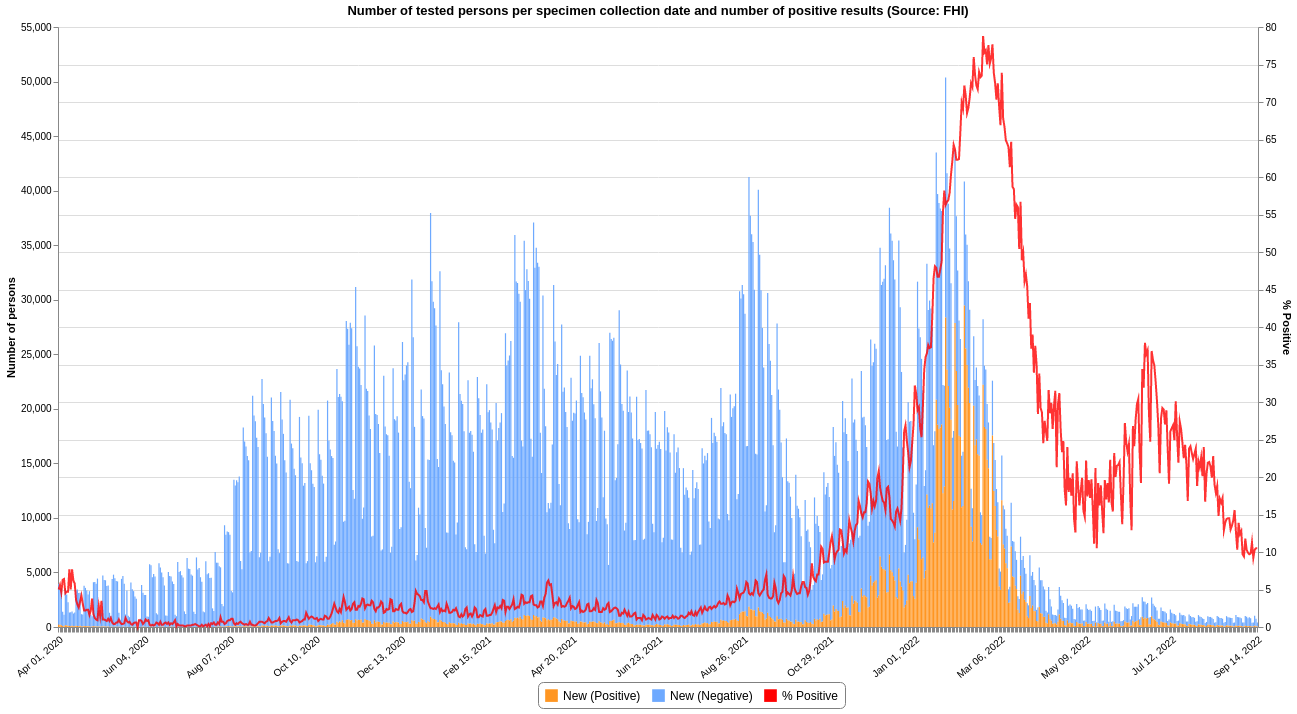 Number of tested persons per specimen collection date and number of positive results (Source: FHI)
55,000
50,000
45,000
40,000
35,000
30,000
25,000
20,000
15,000
10,000
5,000
0
Number of persons
80
75
70
65
60
55
50
45
40
35
30
25
20
15
10
5
0
% Positive
Apr 01, 2020
Jun 04, 2020
Aug 07, 2020
Oct 10, 2020
Dec 13, 2020
Feb 15, 2021
Apr 20, 2021
Jun 23, 2021
Aug 26, 2021
Oct 29, 2021
Jan 01, 2022
Mar 06, 2022
May 09, 2022
Jul 12, 2022
Sep 14, 2022
New (Positive) New (Negative) % Positive